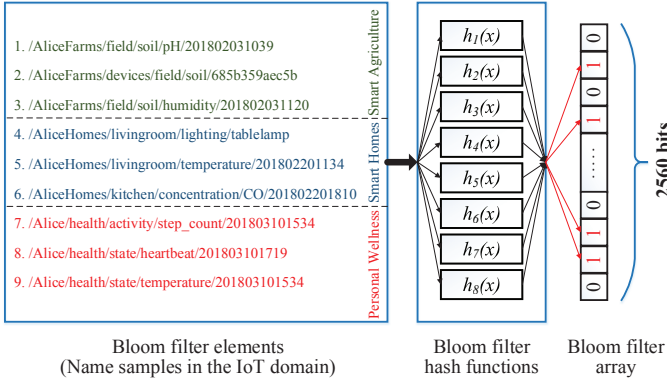 1. /AliceFarms/field/soil/pH/201802031039
2. /AliceFarms/devices/field/soil/685b359aec5b
3. /AliceFarms/field/soil/humidity/201802031120
Smart Agriculture
4. /AliceHomes/livingroom/lighting/tablelamp
5. /AliceHomes/livingroom/temperature/201802201134
6. /AliceHomes/kitchen/concentration/CO/201802201810
Smart Homes
7. /Alice/health/activity/step_count/201803101534
8. /Alice/health/state/heartbeat/201803101719
9. /Alice/health/state/temperature/201803101534
Personal Wellness
h1(x)
h2(x)
h3(x)
h4(x)
h5(x)
h6(x)
h7(x)
h8(x)
0
1
0
1
......
0
1
1
0
2560 bits
Bloom filter elements
(Name samples in the IoT domain)
Bloom filter
hash functions
Bloom filter
array